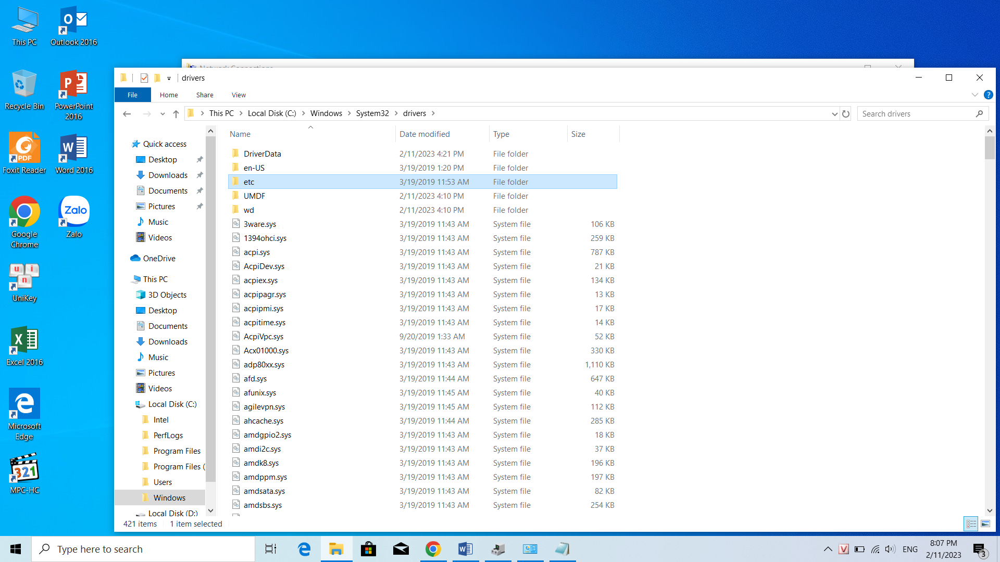 This PC
Outlook 2016
Recycle Bin
PowerPoint 2016
PDF
Foxit Reader
Word 2016
Zalo
Google Chrome
Zalo
u i n
UniKey
Excel 2016
Microsoft Edge
321
MPC-HC
Network Connections
drivers
File Home Share View
This PC > Local Disk (C:) > Windows > System32 > drivers >
Search drivers
Quick access
Desktop
Downloads
Documents
Pictures
Music
Videos
OneDrive
This PC
3D Objects
Desktop
Documents
Downloads
Music
Pictures
Videos
Local Disk (C:)
Intel
PerfLogs
Program Files
Program Files (
Users
Windows
Local Disk (D:)
Name Date modified Type Size
DriverData 2/11/2023 4:21 PM File folder
en-US 3/19/2019 1:20 PM File folder
etc 3/19/2019 11:53 AM File folder
UMDF 2/11/2023 4:10 PM File folder
wd 2/11/2023 4:10 PM File folder
3ware.sys 3/19/2019 11:43 AM System file 106 KB
1394ohci.sys 3/19/2019 11:43 AM System file 259 KB
acpi.sys 3/19/2019 11:43 AM System file 787 KB
AcpiDev.sys 3/19/2019 11:43 AM System file 21 KB
acpiex.sys 3/19/2019 11:43 AM System file 134 KB
acpipagr.sys 3/19/2019 11:43 AM System file 13 KB
acpipmi.sys 3/19/2019 11:43 AM System file 17 KB
acpitime.sys 3/19/2019 11:43 AM System file 14 KB
AcpiVpc.sys 9/20/2019 1:33 AM System file 52 KB
Acx01000.sys 3/19/2019 11:43 AM System file 330 KB
adp80xx.sys 3/19/2019 11:43 AM System file 1,110 KB
afd.sys 3/19/2019 11:44 AM System file 647 KB
afunix.sys 3/19/2019 11:45 AM System file 40 KB
agilevpn.sys 3/19/2019 11:45 AM System file 112 KB
ahcache.sys 3/19/2019 11:44 AM System file 285 KB
amdgpio2.sys 3/19/2019 11:43 AM System file 18 KB
amdi2c.sys 3/19/2019 11:43 AM System file 37 KB
amdk8.sys 3/19/2019 11:43 AM System file 196 KB
amdppm.sys 3/19/2019 11:43 AM System file 197 KB
amdsata.sys 3/19/2019 11:43 AM System file 82 KB
amdsbs.sys 3/19/2019 11:43 AM System file 254 KB
421 items 1 item selected
Type here to search
ENG
8:07 PM
2/11/2023
3